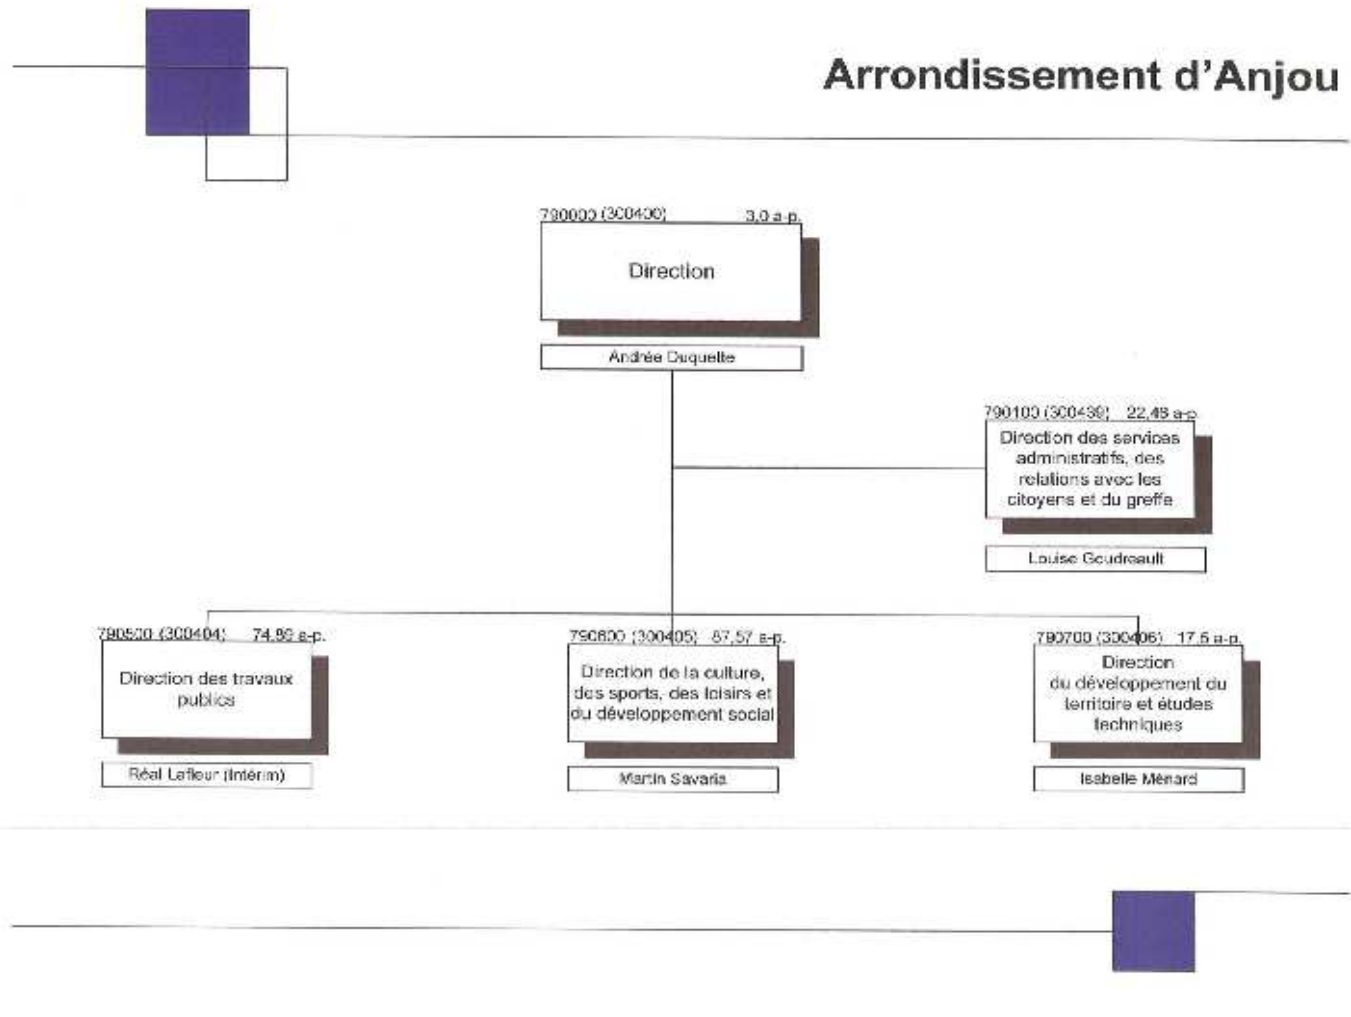 Arrondissement d'Anjou
790000 (300400) 3,0 a-p.
Direction
Andrée Duquette
790100 (300439) 22,48 a-p.
Direction des services
administratifs, des
relations avec les
citoyens et du greffe
Louise Goudreault
790500 (300404) 74,89 a-p.
Direction des travaux
publics
Réal Lafleur (Intérim)
790600 (300405) 87,57 a-p.
Direction de la culture,
des sports, des loisirs et
du développement social
Martin Savaria
790700 (300406) 17,5 a-p.
Direction
du développement du
territoire et études
techniques
Isabelle Ménard